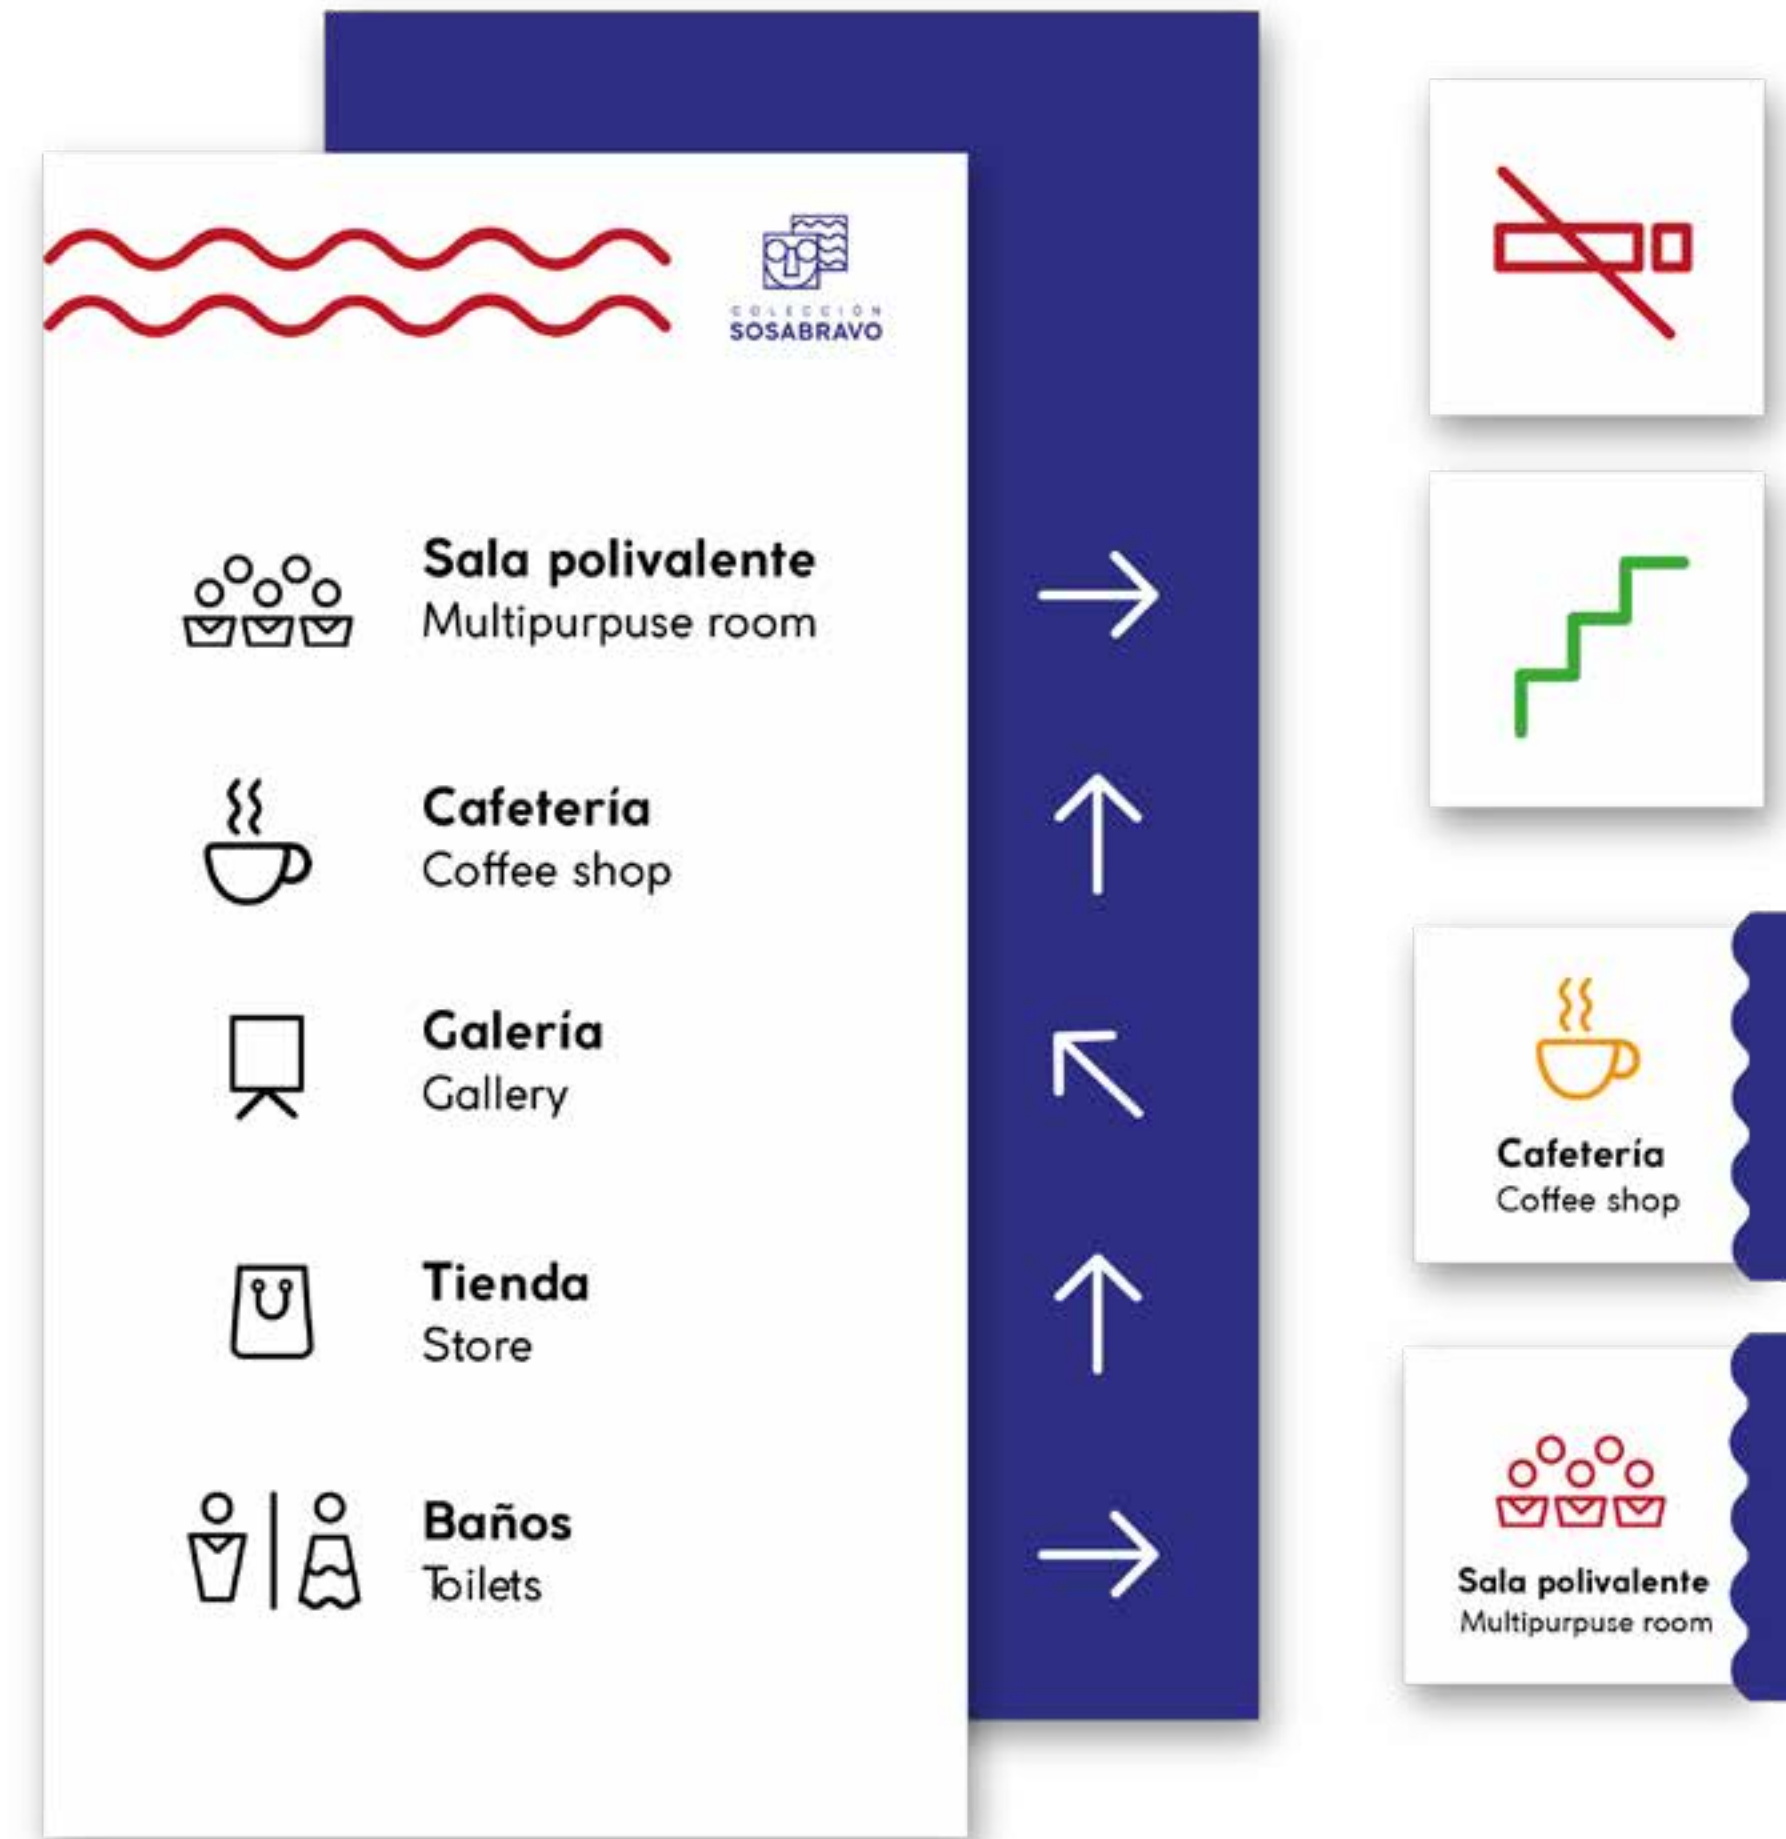 COLECCIÓN
SOSABRAVO
Sala polivalente
Multipurpuse room
Cafetería
Coffee shop
Galería
Gallery
Tienda
Store
Baños
Toilets
Cafetería
Coffee shop
Sala polivalente
Multipurpuse room